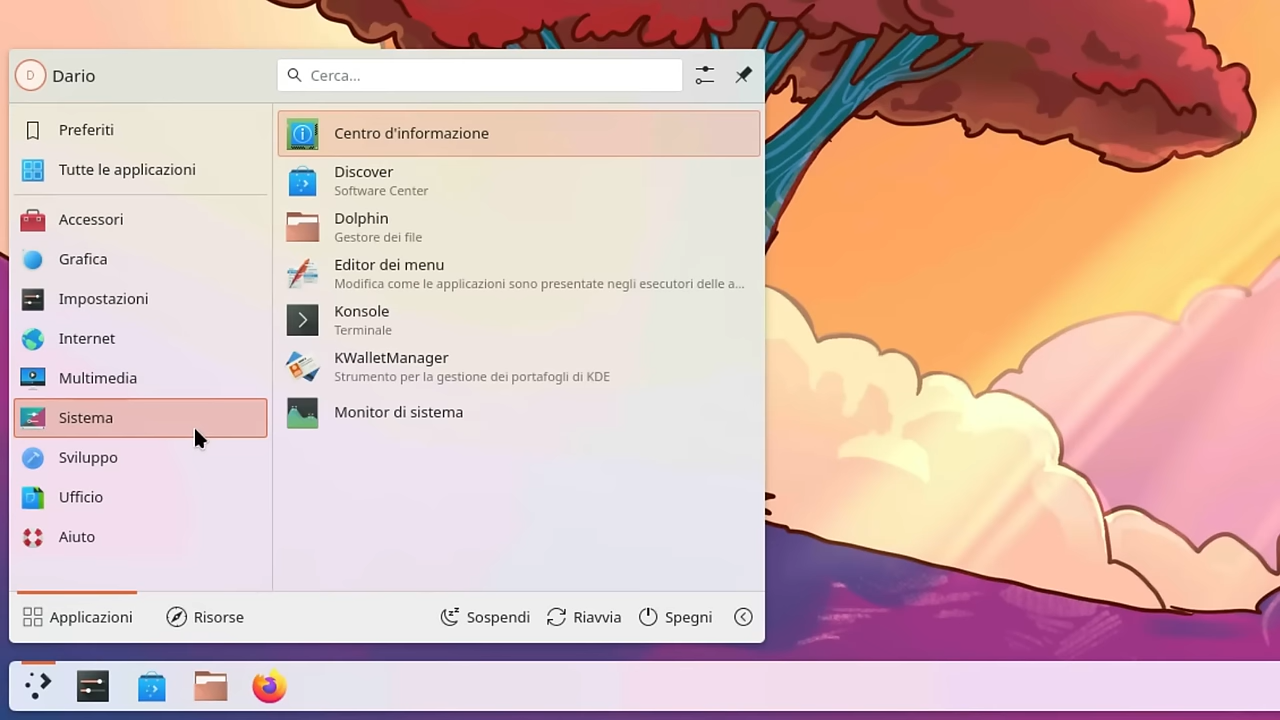 D
Dario
Cerca...
Preferiti
Tutte le applicazioni
Accessori
Grafica
Impostazioni
Internet
Multimedia
Sistema
Sviluppo
Ufficio
Aiuto
Centro d'informazione
Discover
Software Center
Dolphin
Gestore dei file
Editor dei menu
Modifica come le applicazioni sono presentate negli esecutori delle a...
Konsole
Terminale
KWalletManager
Strumento per la gestione dei portafogli di KDE
Monitor di sistema
Applicazioni
Risorse
Sospendi
Riavvia
Spegni